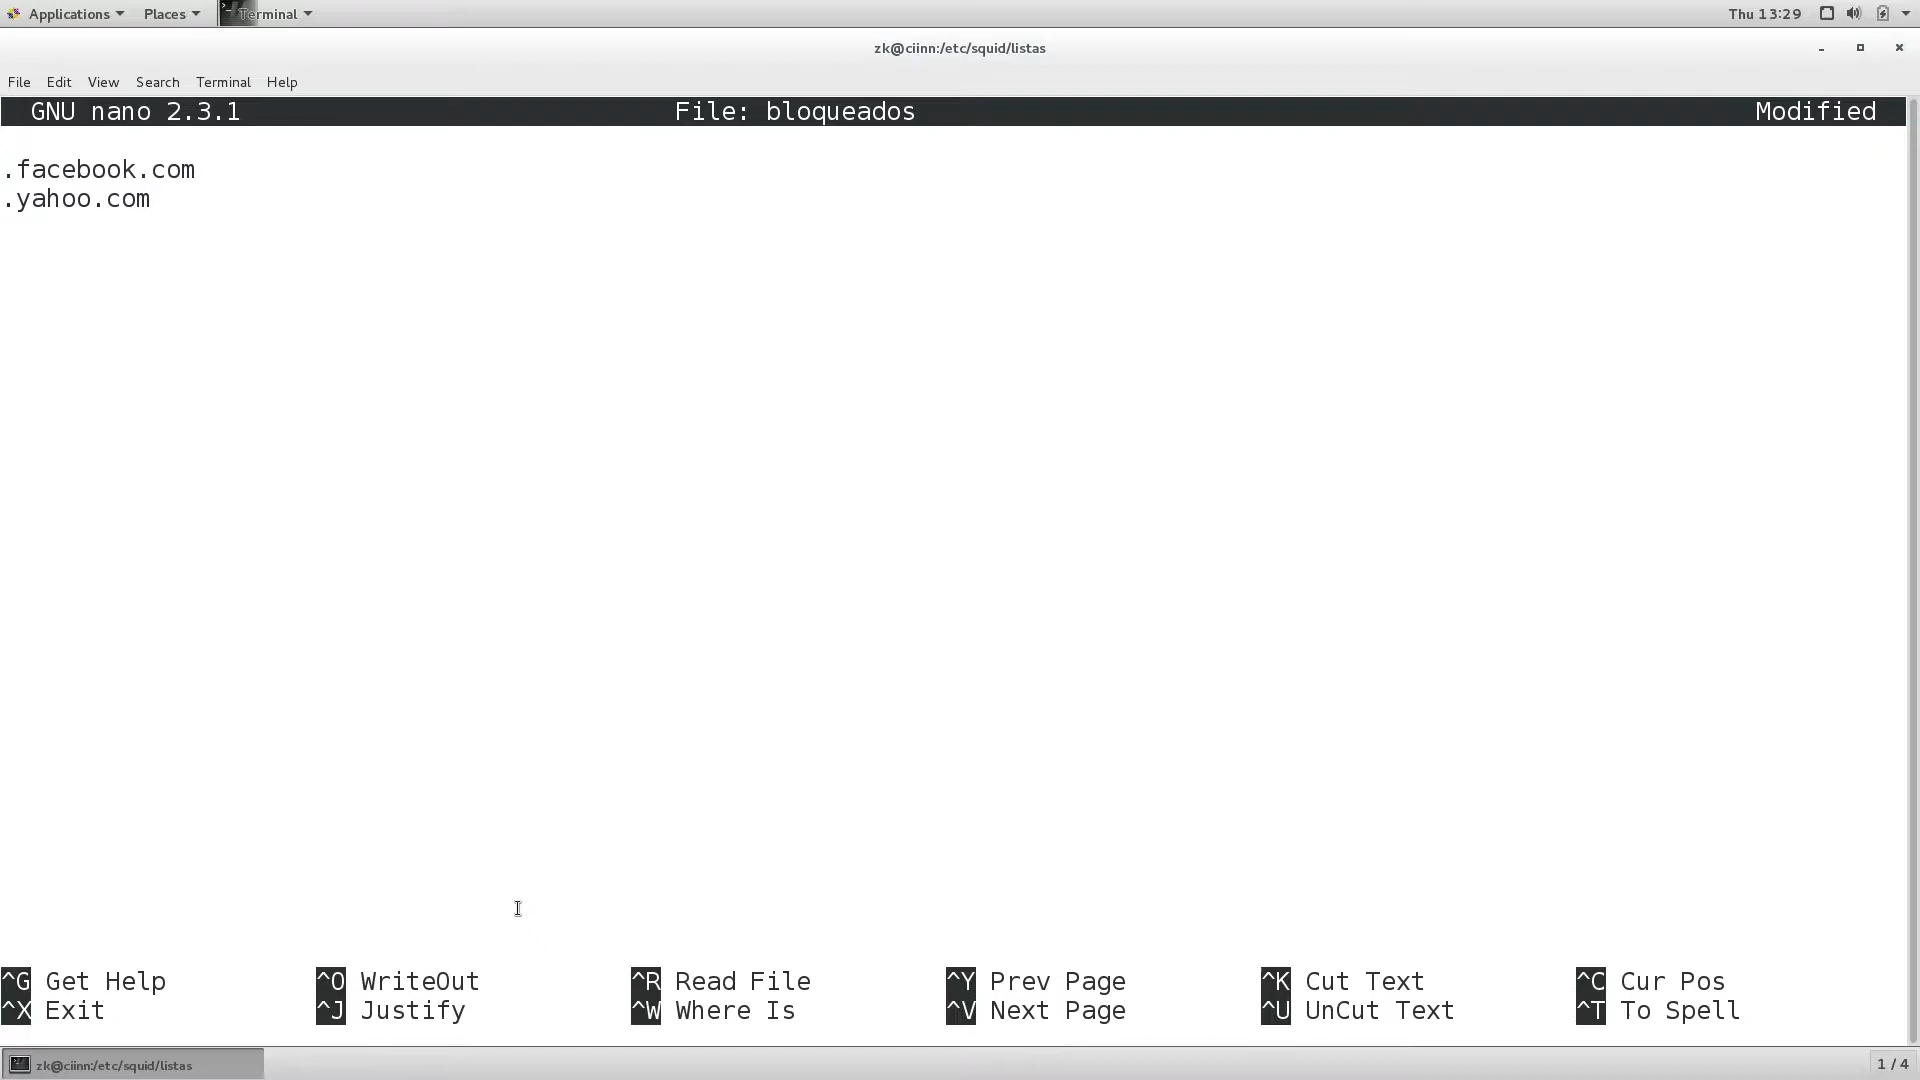 Applications Places Terminal Thu 13:29
zk@ciinn:/etc/squid/listas
File Edit View Search Terminal Help
GNU nano 2.3.1 File: bloqueados Modified
.facebook.com
.yahoo.com
^G Get Help ^O WriteOut ^R Read File ^Y Prev Page ^K Cut Text ^C Cur Pos
^X Exit ^J Justify ^W Where Is ^V Next Page ^U UnCut Text ^T To Spell
zk@ciinn:/etc/squid/listas 1 / 4